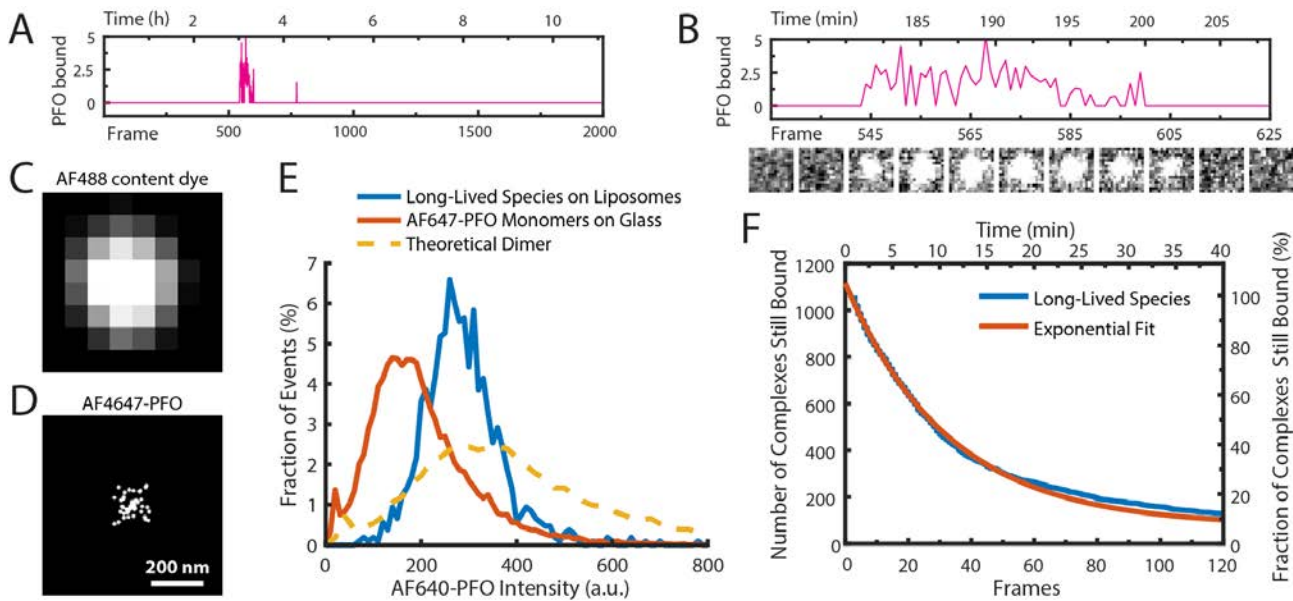 A
Time (h)
2 4 6 8 10
PFO bound
5
2.5
0
Frame
500 1000 1500 2000
B
Time (min)
185 190 195 200 205
PFO bound
5
2.5
0
Frame
545 565 585 605 625
C
AF488 content dye
D
AF4647-PFO
200 nm
E
Long-Lived Species on Liposomes
AF647-PFO Monomers on Glass
Theoretical Dimer
Fraction of Events (%)
7
6
5
4
3
2
1
0
0 200 400 600 800
AF640-PFO Intensity (a.u.)
F
Time (min)
0 5 10 15 20 25 30 35 40
Number of Complexes Still Bound
1200
1000
800
600
400
200
0
Long-Lived Species
Exponential Fit
Fraction of Complexes Still Bound (%)
100
80
60
40
20
0
0 20 40 60 80 100 120
Frames